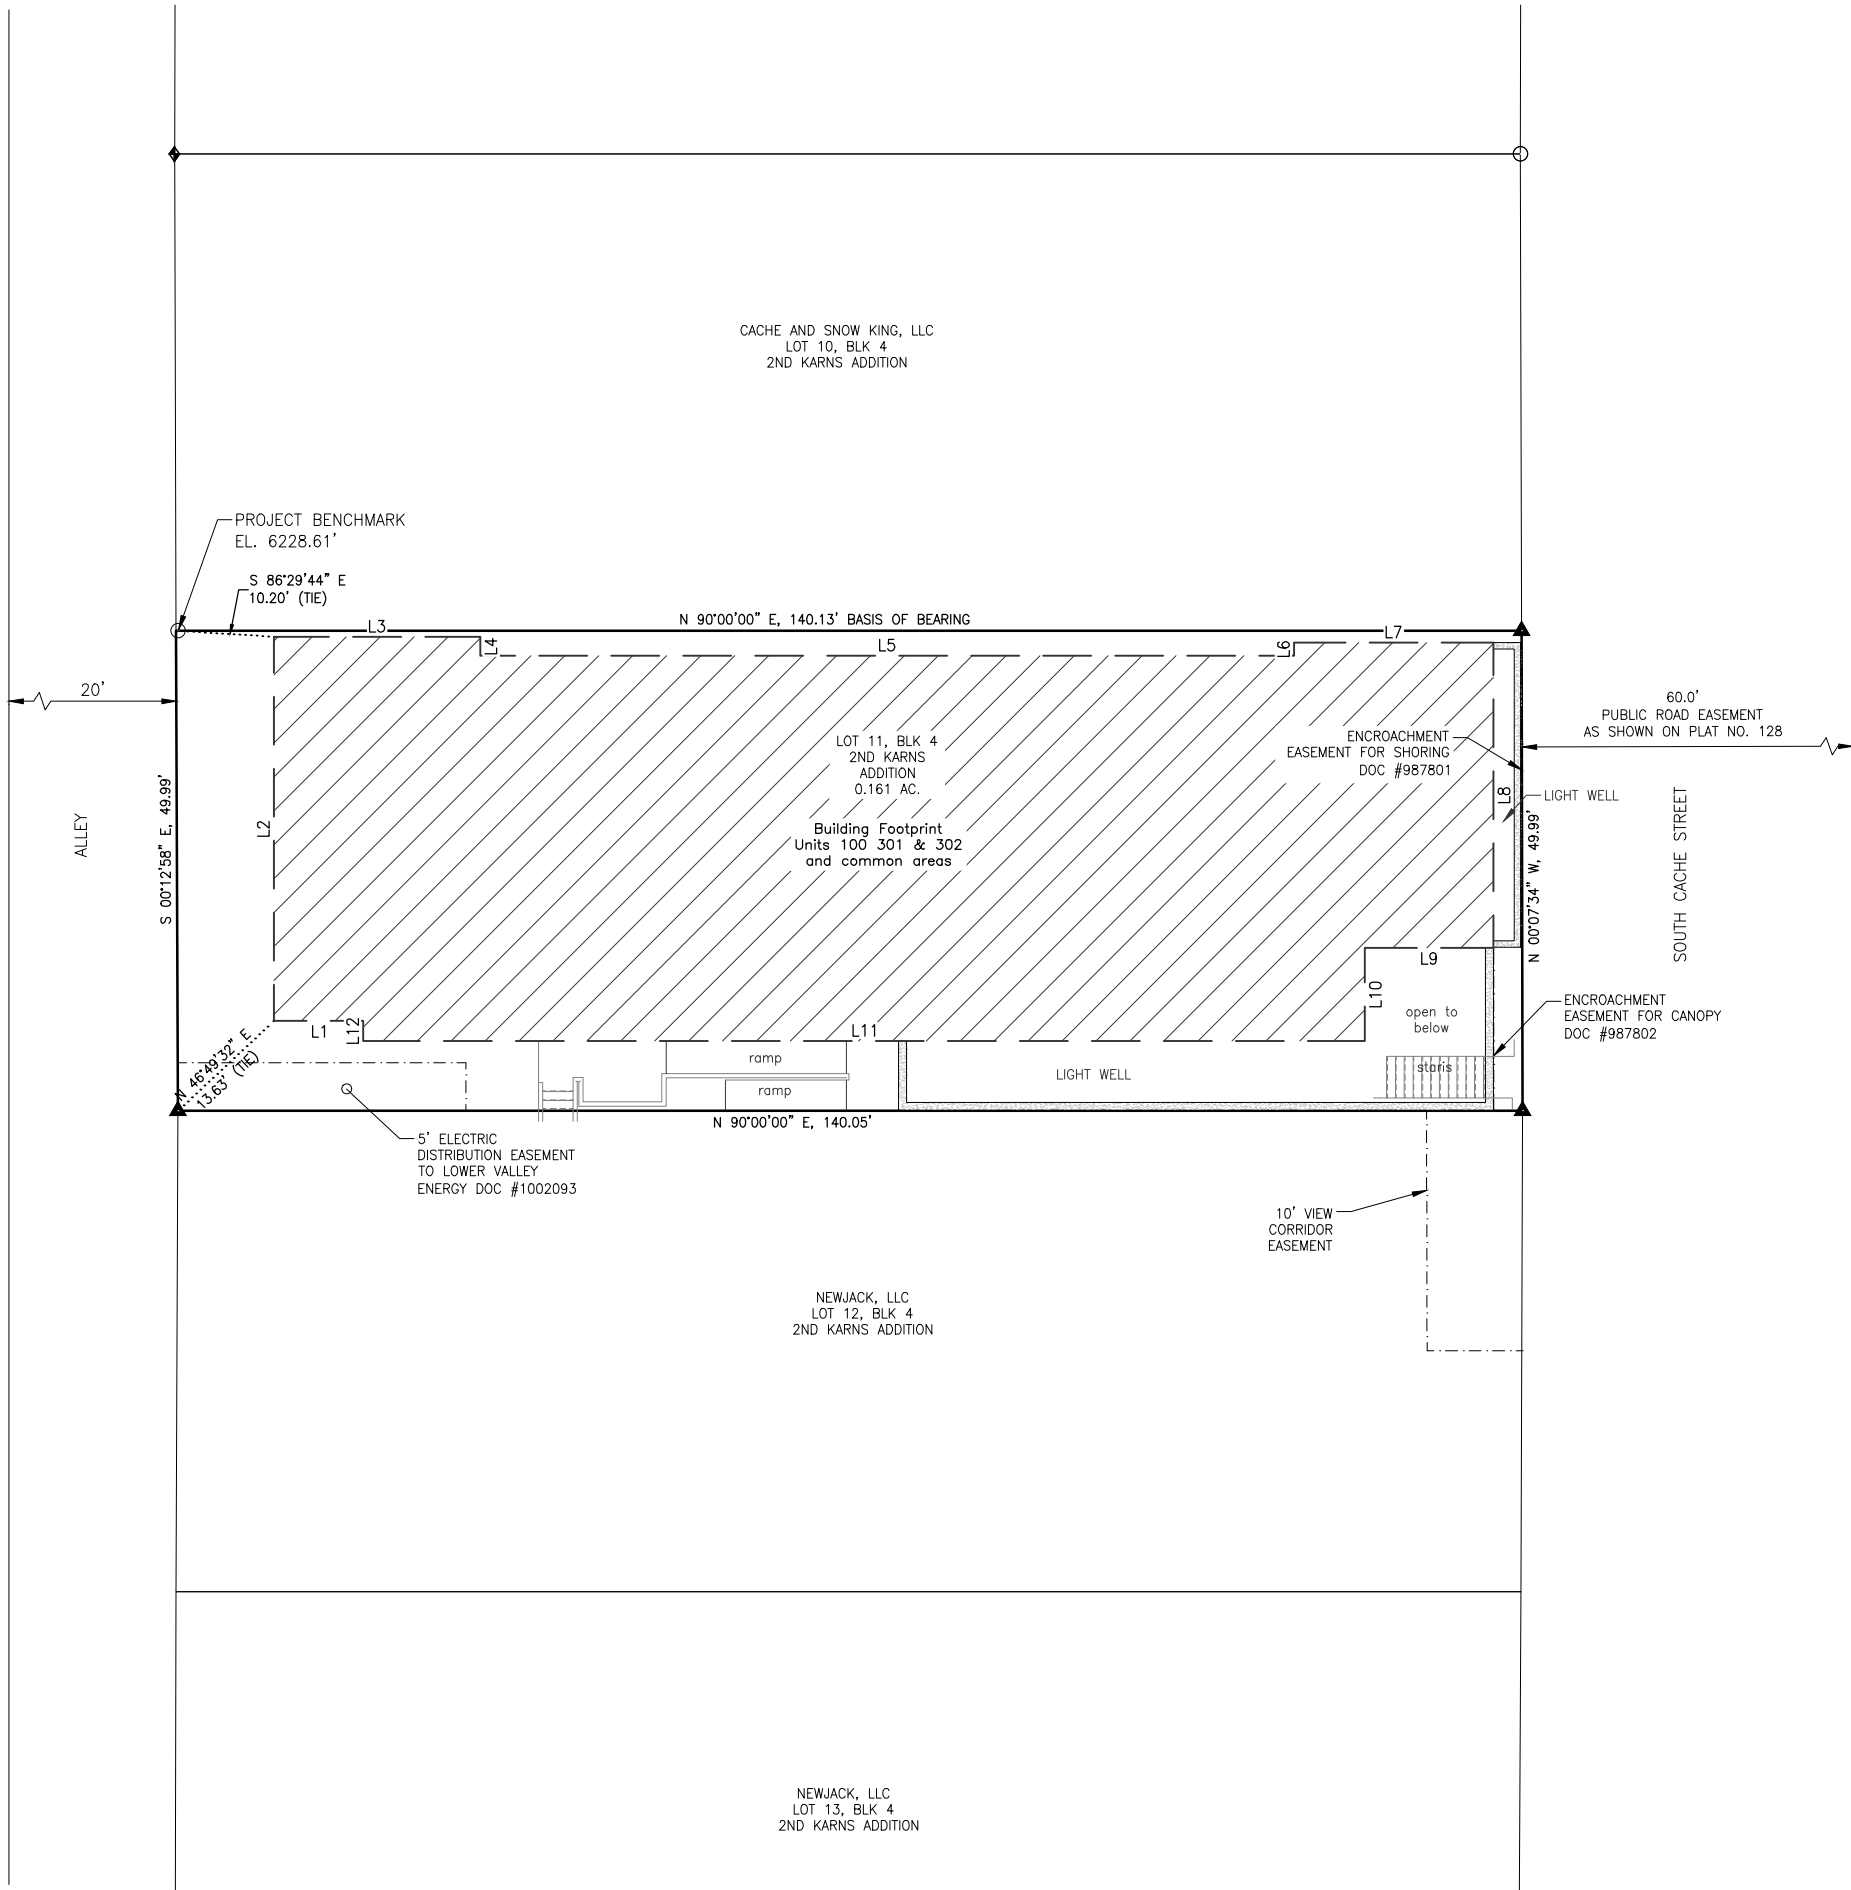 CACHE AND SNOW KING, LLC
LOT 10, BLK 4
2ND KARNS ADDITION
PROJECT BENCHMARK
EL. 6228.61'
S 86°29'44" E
10.20' (TIE)
N 90°00'00" E, 140.13' BASIS OF BEARING
L3
L4
L5
L6
L7
20'
ALLEY
S 00°12'58" E, 49.99'
L2
LOT 11, BLK 4
2ND KARNS
ADDITION
0.161 AC.
Building Footprint
Units 100 301 & 302
and common areas
ENCROACHMENT
EASEMENT FOR SHORING
DOC #987801
60.0'
PUBLIC ROAD EASEMENT
AS SHOWN ON PLAT NO. 128
L8
LIGHT WELL
N 00°07'34" W, 49.99'
SOUTH CACHE STREET
L9
L10
open to
below
ENCROACHMENT
EASEMENT FOR CANOPY
DOC #987802
L1
L12
L11
N 46°49'32" E
13.63' (TIE)
ramp
ramp
LIGHT WELL
staris
N 90°00'00" E, 140.05'
5' ELECTRIC
DISTRIBUTION EASEMENT
TO LOWER VALLEY
ENERGY DOC #1002093
10' VIEW
CORRIDOR
EASEMENT
NEWJACK, LLC
LOT 12, BLK 4
2ND KARNS ADDITION
NEWJACK, LLC
LOT 13, BLK 4
2ND KARNS ADDITION